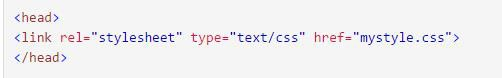 <head>
<link rel="stylesheet" type="text/css" href="mystyle.css">
</head>